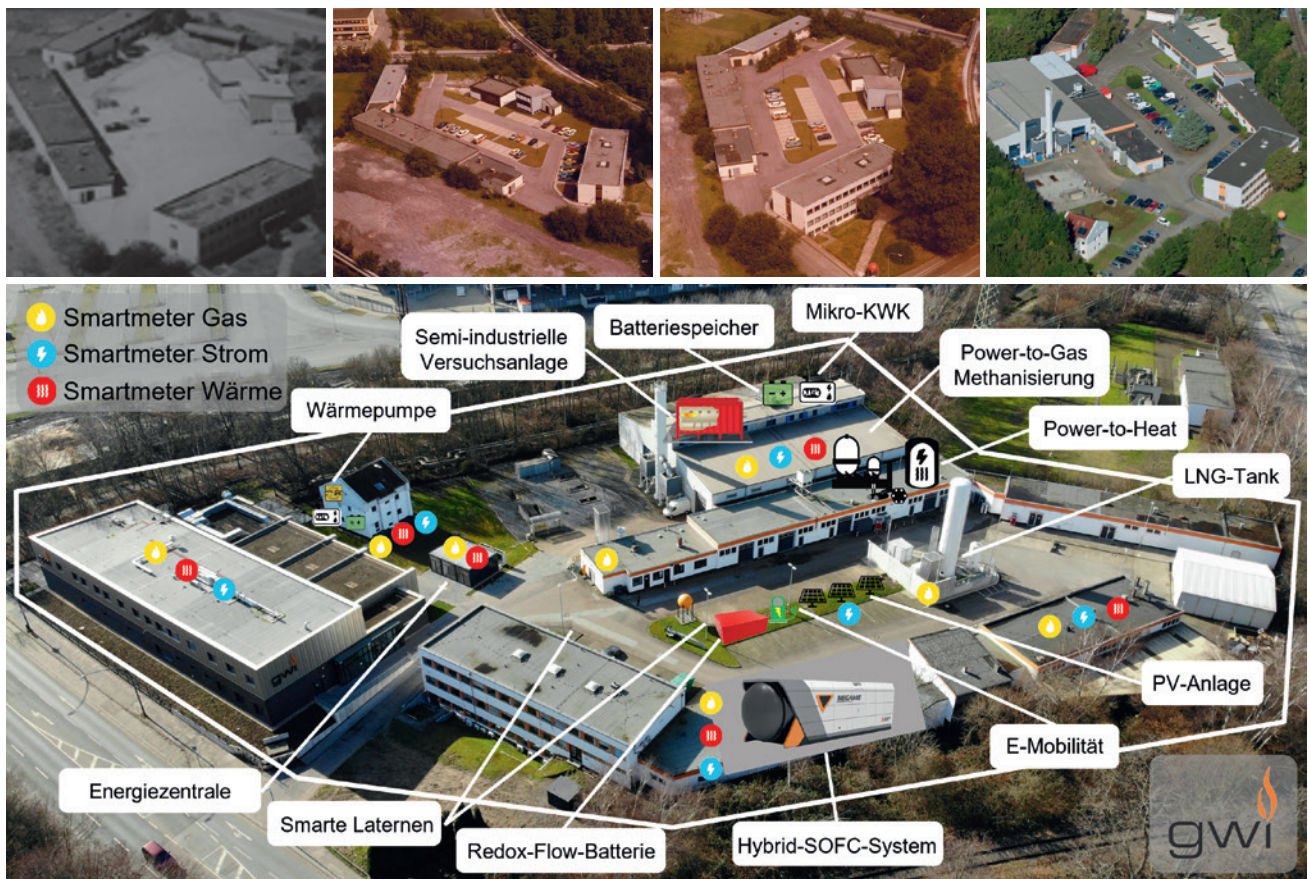 Smartmeter Gas
Smartmeter Strom
Smartmeter Wärme
Semi-industrielle
Versuchsanlage
Batteriespeicher
Mikro-KWK
Power-to-Gas
Methanisierung
Wärmepumpe
Power-to-Heat
LNG-Tank
gwi
PV-Anlage
E-Mobilität
Energiezentrale
Smarte Laternen
Redox-Flow-Batterie
Hybrid-SOFC-System
gwi